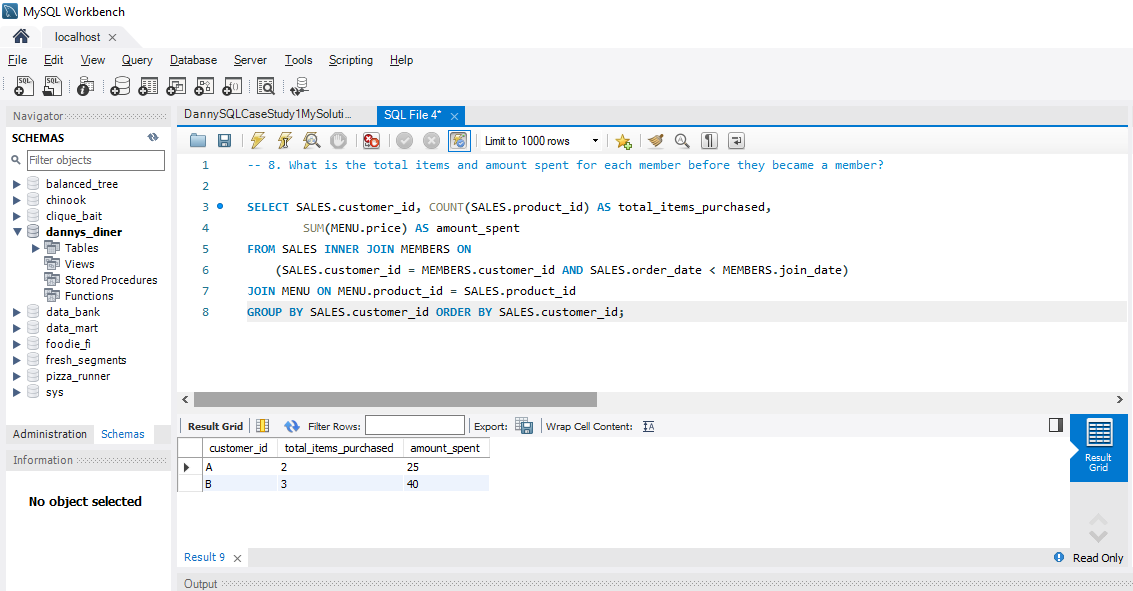 MySQL Workbench
localhost
File Edit View Query Database Server Tools Scripting Help
Navigator
SCHEMAS
Filter objects
balanced_tree
chinook
clique_bait
dannys_diner
Tables
Views
Stored Procedures
Functions
data_bank
data_mart
foodie_fi
fresh_segments
pizza_runner
sys
Administration Schemas
Information
No object selected
DannySQLCaseStudy1MySoluti... SQL File 4*
Limit to 1000 rows
1 -- 8. What is the total items and amount spent for each member before they became a member?
2
3 SELECT SALES.customer_id, COUNT(SALES.product_id) AS total_items_purchased,
4 SUM(MENU.price) AS amount_spent
5 FROM SALES INNER JOIN MEMBERS ON
6 (SALES.customer_id = MEMBERS.customer_id AND SALES.order_date < MEMBERS.join_date)
7 JOIN MENU ON MENU.product_id = SALES.product_id
8 GROUP BY SALES.customer_id ORDER BY SALES.customer_id;
Result Grid Filter Rows: Export: Wrap Cell Content:
customer_id total_items_purchased amount_spent
A 2 25
B 3 40
Result
Grid
Result 9 Read Only
Output